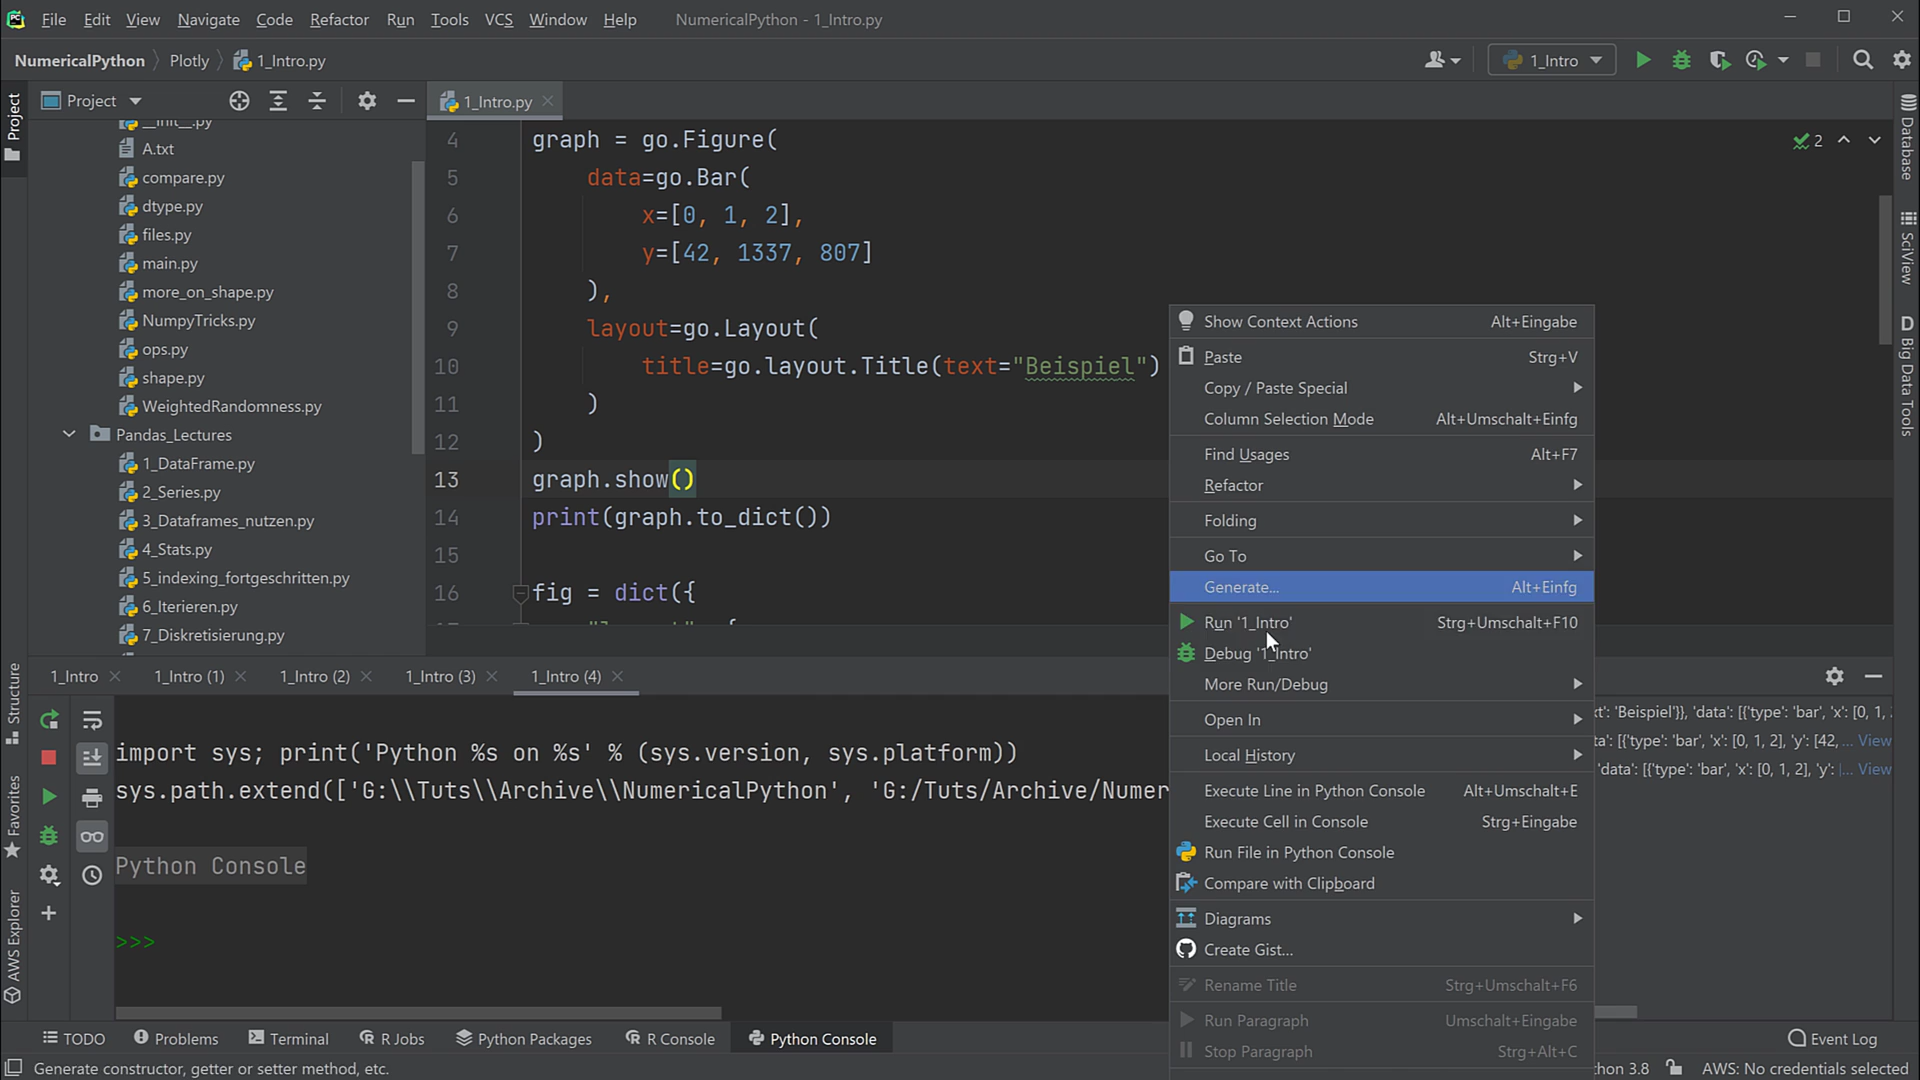 File Edit View Navigate Code Refactor Run Tools VCS Window Help NumericalPython - 1_Intro.py
NumericalPython Plotly 1_Intro.py 1_Intro
Project 1_Intro.py
__init__.py
A.txt
compare.py
dtype.py
files.py
main.py
more_on_shape.py
NumpyTricks.py
ops.py
shape.py
WeightedRandomness.py
Pandas_Lectures
1_DataFrame.py
2_Series.py
3_Dataframes_nutzen.py
4_Stats.py
5_indexing_fortgeschritten.py
6_Iterieren.py
7_Diskretisierung.py
Project
Structure
Favorites
AWS Explorer
4 graph = go.Figure(
5 data=go.Bar(
6 x=[0, 1, 2],
7 y=[42, 1337, 807]
8 ),
9 layout=go.Layout(
10 title=go.layout.Title(text="Beispiel")
11 )
12 )
13 graph.show()
14 print(graph.to_dict())
15
16 fig = dict({
2
Database
SciView
D Big Data Tools
Show Context Actions Alt+Eingabe
Paste Strg+V
Copy / Paste Special
Column Selection Mode Alt+Umschalt+Einfg
Find Usages Alt+F7
Refactor
Folding
Go To
Generate... Alt+Einfg
Run '1_Intro' Strg+Umschalt+F10
Debug '1_Intro'
More Run/Debug
Open In
Local History
Execute Line in Python Console Alt+Umschalt+E
Execute Cell in Console Strg+Eingabe
Run File in Python Console
Compare with Clipboard
Diagrams
Create Gist...
Rename Title Strg+Umschalt+F6
Run Paragraph Umschalt+Eingabe
Stop Paragraph Strg+Alt+C
1_Intro 1_Intro (1) 1_Intro (2) 1_Intro (3) 1_Intro (4)
import sys; print('Python %s on %s' % (sys.version, sys.platform))
sys.path.extend(['G:\\Tuts\\Archive\\NumericalPython', 'G:/Tuts/Archive/Numer
Python Console
>>>
'Beispiel'}}, 'data': [{'type': 'bar', 'x': [0, 1,
[{'type': 'bar', 'x': [0, 1, 2], 'y': [42, ... View
'data': [{'type': 'bar', 'x': [0, 1, 2], 'y': ... View
TODO Problems Terminal R Jobs Python Packages R Console Python Console Event Log
Generate constructor, getter or setter method, etc. 3.8 AWS: No credentials selected